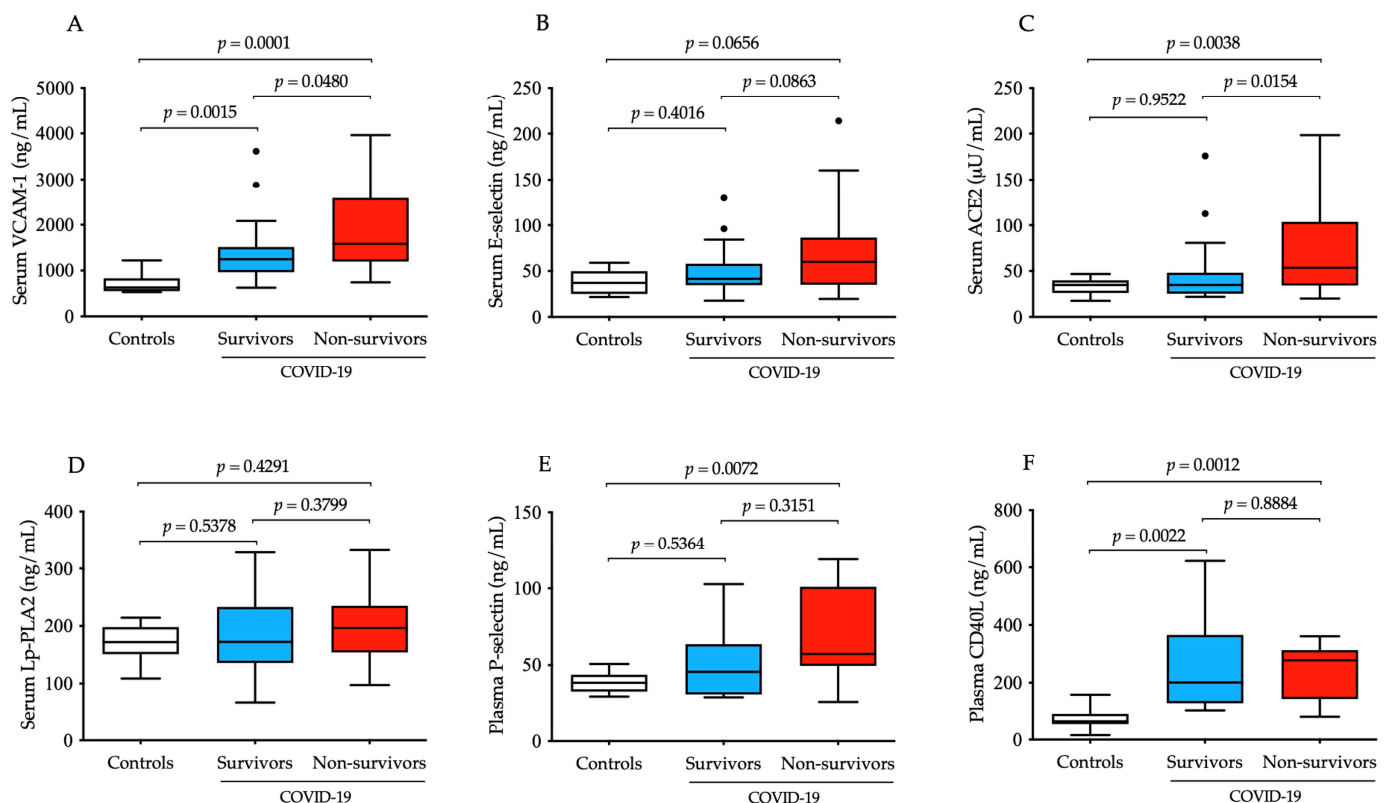 A
p = 0.0001
p = 0.0480
p = 0.0015
Serum VCAM-1 (ng/mL)
5000
4000
3000
2000
1000
0
Controls
Survivors
Non-survivors
COVID-19
B
p = 0.0656
p = 0.0863
p = 0.4016
Serum E-selectin (ng/mL)
250
200
150
100
50
0
Controls
Survivors
Non-survivors
COVID-19
C
p = 0.0038
p = 0.0154
p = 0.9522
Serum ACE2 (µU/mL)
250
200
150
100
50
0
Controls
Survivors
Non-survivors
COVID-19
D
p = 0.4291
p = 0.3799
p = 0.5378
Serum Lp-PLA2 (ng/mL)
400
300
200
100
0
Controls
Survivors
Non-survivors
COVID-19
E
p = 0.0072
p = 0.3151
p = 0.5364
Plasma P-selectin (ng/mL)
150
100
50
0
Controls
Survivors
Non-survivors
COVID-19
F
p = 0.0012
p = 0.8884
p = 0.0022
Plasma CD40L (ng/mL)
800
600
400
200
0
Controls
Survivors
Non-survivors
COVID-19